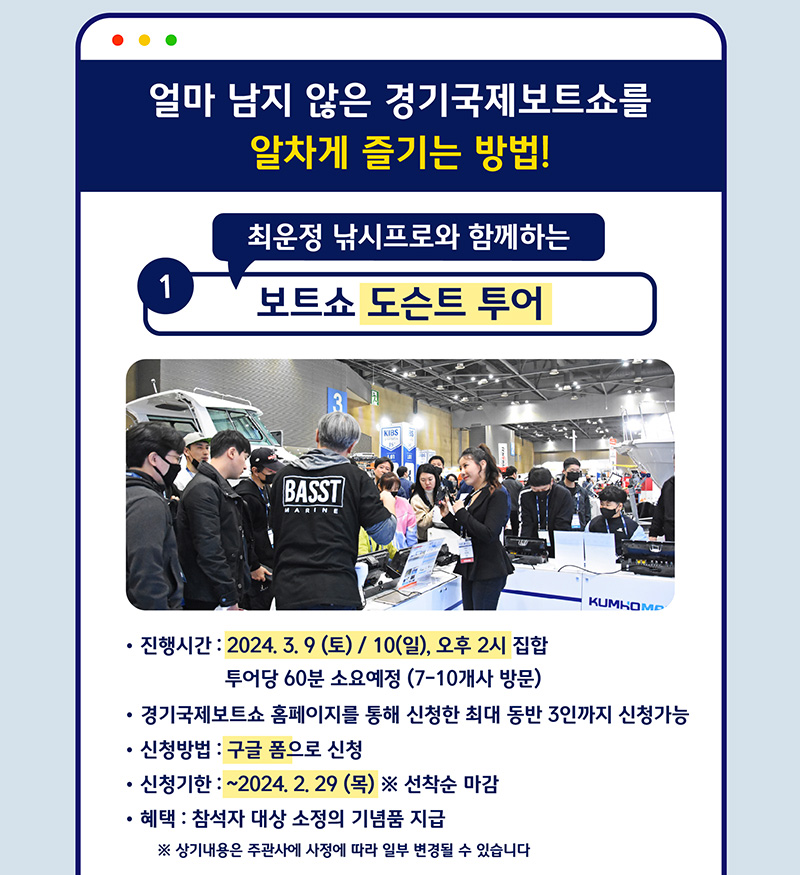 얼마 남지 않은 경기국제보트쇼를
알차게 즐기는 방법!
최운정 낚시프로와 함께하는
1
보트쇼 도슨트 투어
3
KIBS
BASST
MARINE
KUMHOMA
• 진행시간 : 2024. 3. 9 (토) / 10(일), 오후 2시 집합
투어당 60분 소요예정 (7-10개사 방문)
• 경기국제보트쇼 홈페이지를 통해 신청한 최대 동반 3인까지 신청가능
• 신청방법 : 구글 폼으로 신청
• 신청기한 : ~2024. 2. 29 (목) ※ 선착순 마감
• 혜택 : 참석자 대상 소정의 기념품 지급
※ 상기내용은 주관사에 사정에 따라 일부 변경될 수 있습니다